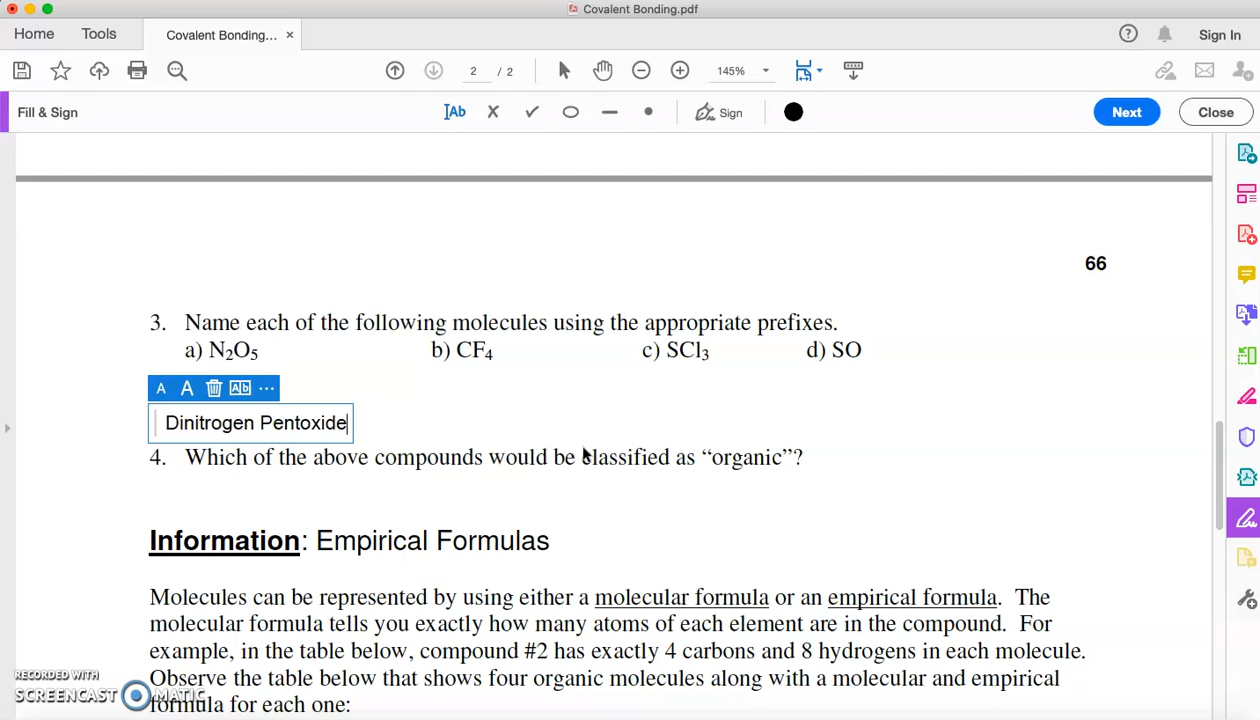 Covalent Bonding.pdf
Home Tools Covalent Bonding... × Sign In
2 / 2 145%
Fill & Sign Ab Sign Next Close
66
3. Name each of the following molecules using the appropriate prefixes.
a) N₂O₅ b) CF₄ c) SCl₃ d) SO
A A Ab ...
Dinitrogen Pentoxide
4. Which of the above compounds would be classified as “organic”?
Information: Empirical Formulas
Molecules can be represented by using either a molecular formula or an empirical formula. The
molecular formula tells you exactly how many atoms of each element are in the compound. For
example, in the table below, compound #2 has exactly 4 carbons and 8 hydrogens in each molecule.
Observe the table below that shows four organic molecules along with a molecular and empirical
formula for each one:
RECORDED WITH
SCREENCAST MATIC